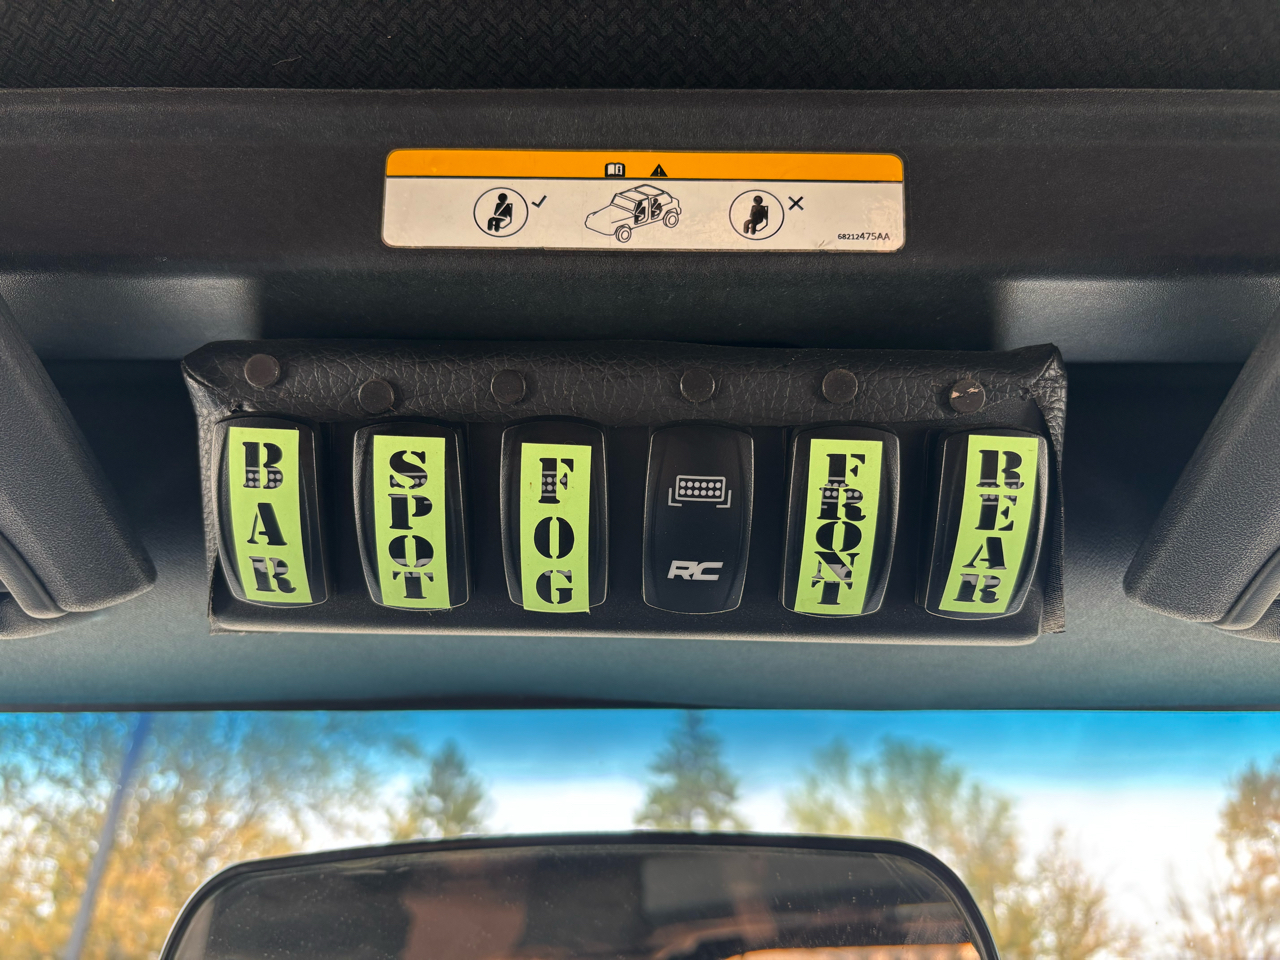 68212475AA
BAR
SPOT
FOG
RC
FRONT
REAR